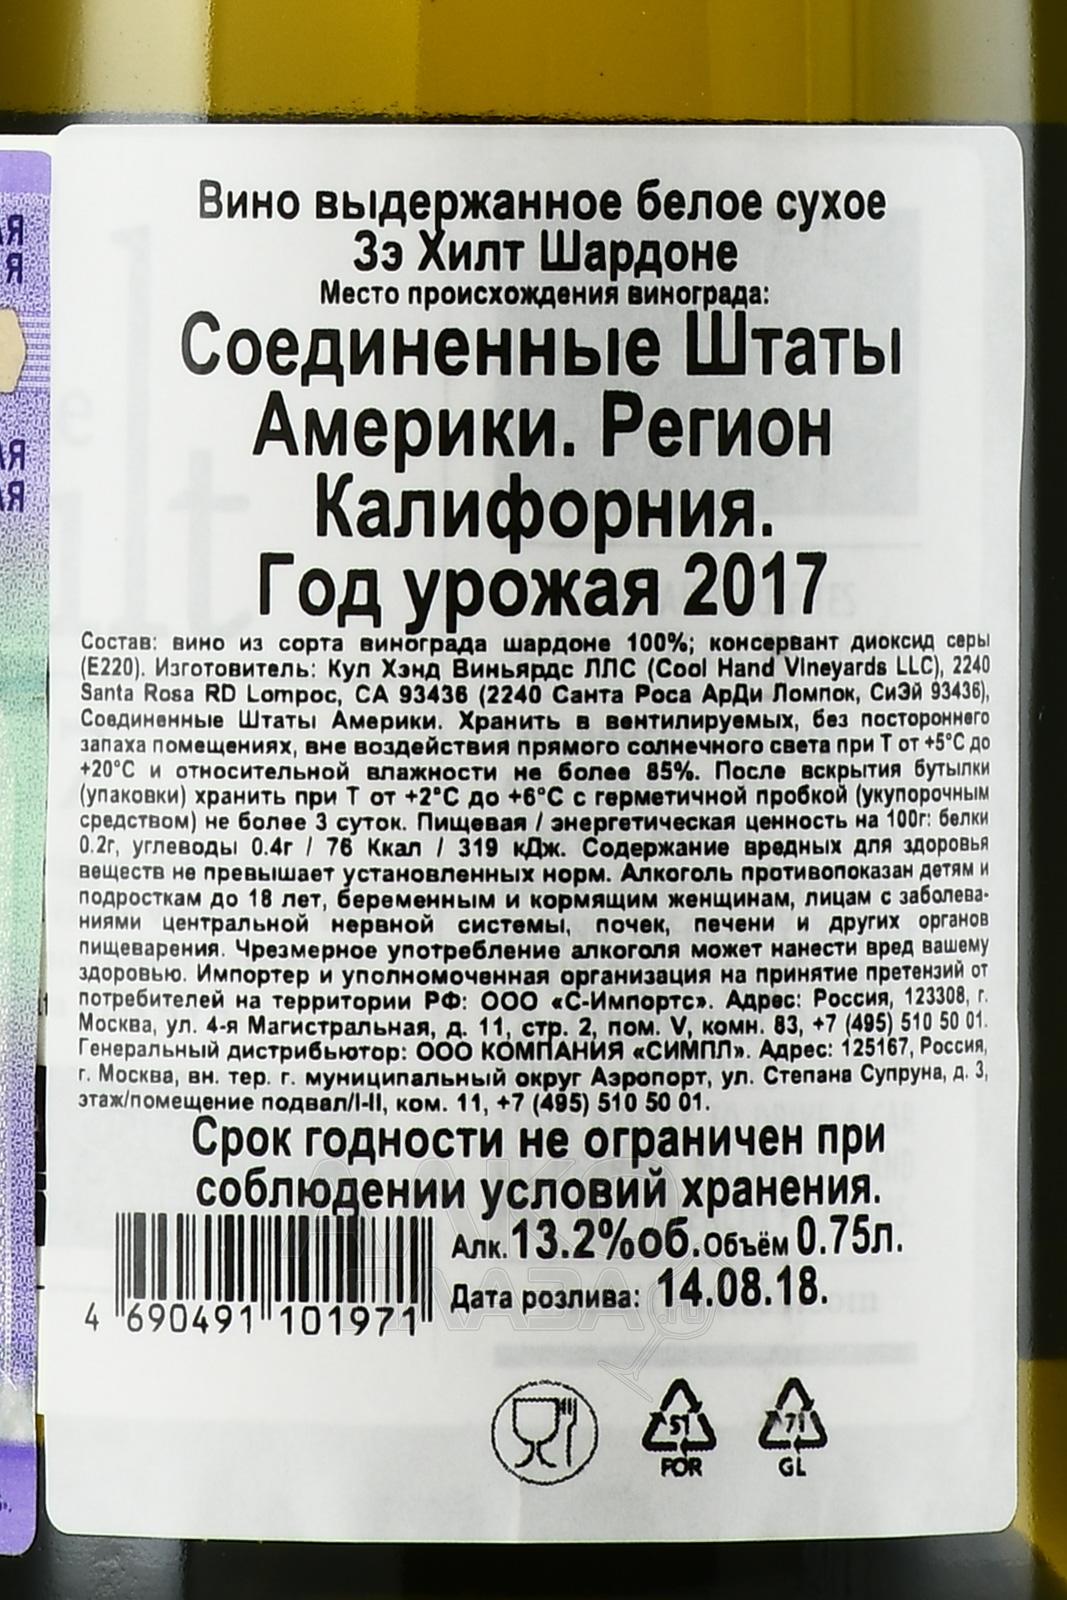 Вино выдержанное белое сухое
Зэ Хилт Шардоне
Место происхождения винограда:
Соединенные Штаты
Америки. Регион
Калифорния.
Год урожая 2017
Состав: вино из сорта винограда шардоне 100%; консервант диоксид серы
(Е220). Изготовитель: Кул Хэнд Виньярдс ЛЛС (Cool Hand Vineyards LLC), 2240
Santa Rosa RD Lompoc, CA 93436 (2240 Санта Роса АрДи Ломпок, СиЭй 93436),
Соединенные Штаты Америки. Хранить в вентилируемых, без постороннего
запаха помещениях, вне воздействия прямого солнечного света при Т от +5°С до
+20°С и относительной влажности не более 85%. После вскрытия бутылки
(упаковки) хранить при Т от +2°С до +6°С с герметичной пробкой (укупорочным
средством) не более 3 суток. Пищевая / энергетическая ценность на 100г: белки
0.2г, углеводы 0.4г / 76 Ккал / 319 кДж. Содержание вредных для здоровья
веществ не превышает установленных норм. Алкоголь противопоказан детям и
подросткам до 18 лет, беременным и кормящим женщинам, лицам с заболева-
ниями центральной нервной системы, почек, печени и других органов
пищеварения. Чрезмерное употребление алкоголя может нанести вред вашему
здоровью. Импортер и уполномоченная организация на принятие претензий от
потребителей на территории РФ: ООО «С-Импортс». Адрес: Россия, 123308, г.
Москва, ул. 4-я Магистральная, д. 11, стр. 2, пом. V, комн. 83, +7 (495) 510 50 01.
Генеральный дистрибьютор: ООО КОМПАНИЯ «СИМПЛ». Адрес: 125167, Россия,
г. Москва, вн. тер. г. муниципальный округ Аэропорт, ул. Степана Супруна, д. 3,
этаж/помещение подвал/I-II, ком. 11, +7 (495) 510 50 01.
Срок годности не ограничен при
соблюдении условий хранения.
Алк. 13.2%об. Объём 0.75л.
Дата розлива: 14.08.18.
4 690491 101971
51 71
FOR GL